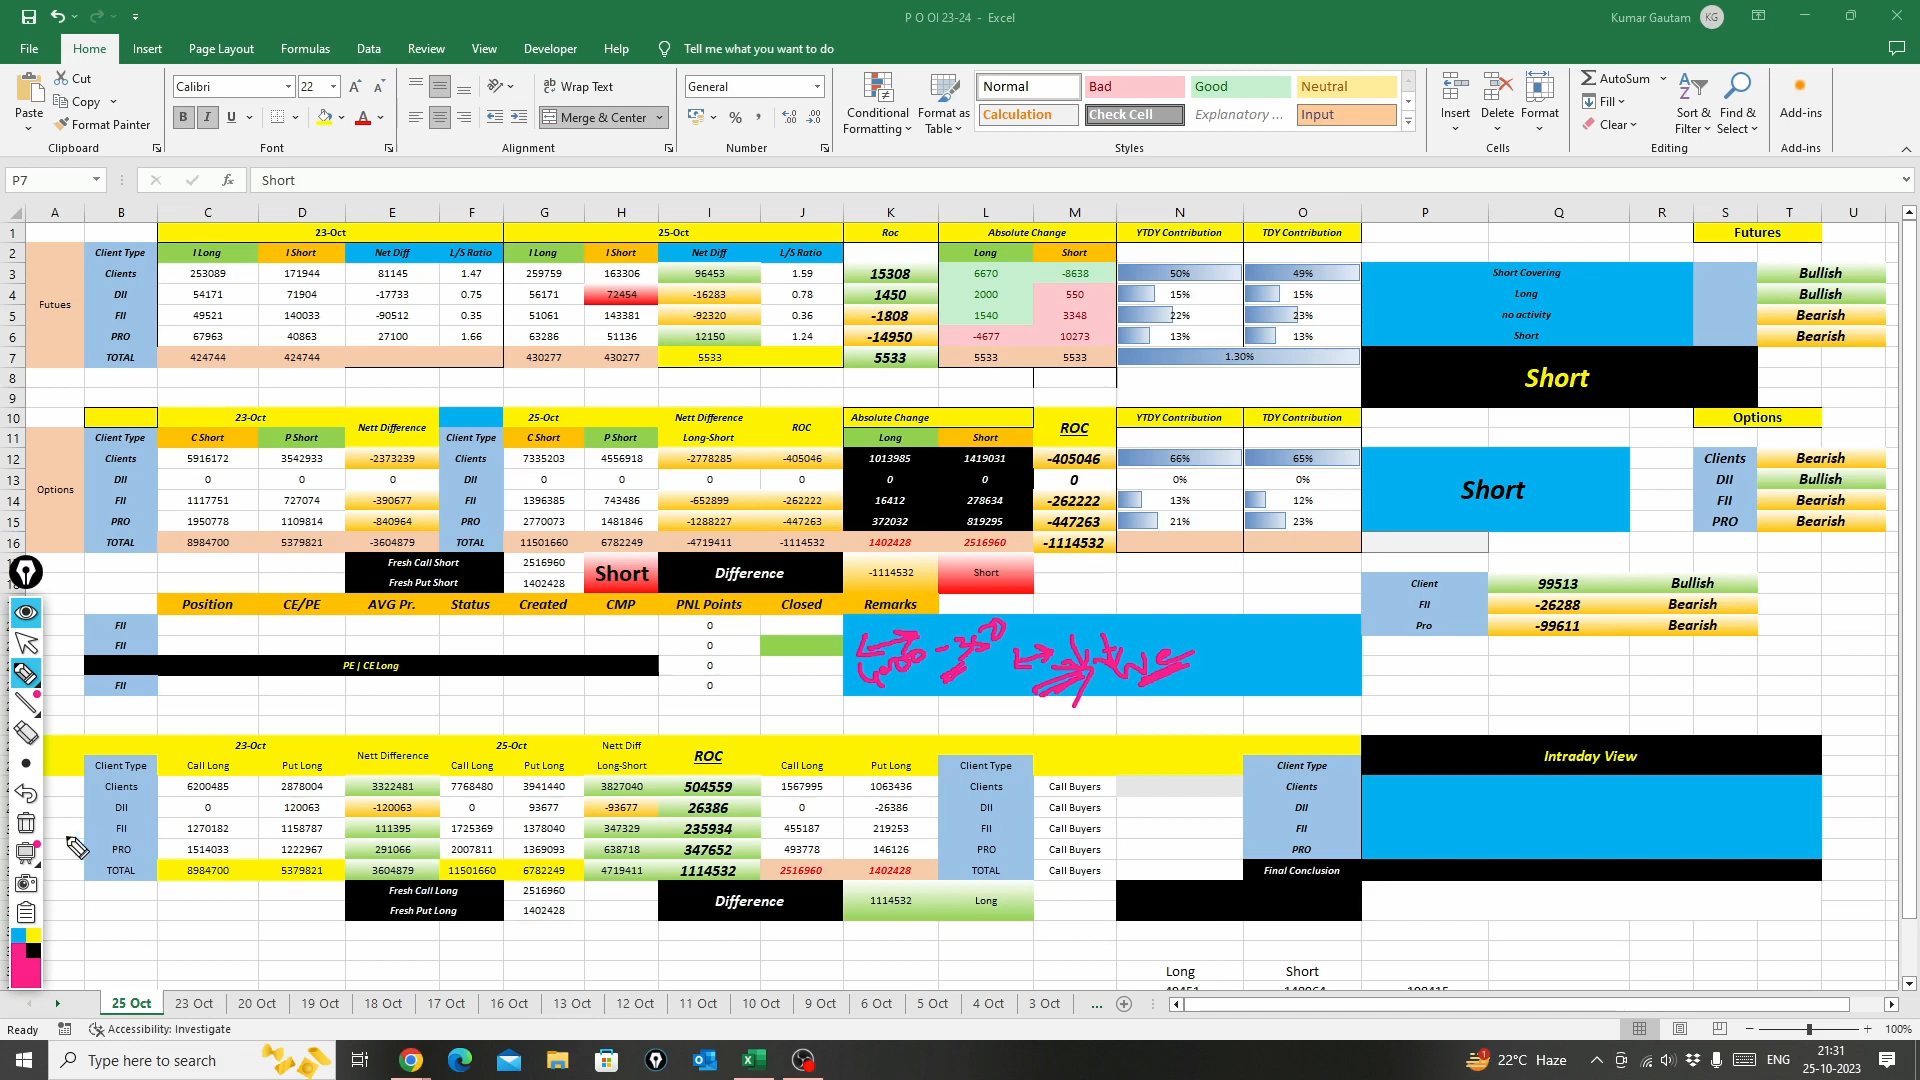 P O OI 23-24 - Excel
Kumar Gautam KG
File Home Insert Page Layout Formulas Data Review View Developer Help Tell me what you want to do
Paste Cut Copy Format Painter Clipboard
Calibri 22 B I U Font
Wrap Text Merge & Center Alignment
General % Number
Conditional Formatting Format as Table
Normal Bad Good Neutral
Calculation Check Cell Explanatory ... Input
Styles
Insert Delete Format Cells
AutoSum Fill Clear Sort & Filter Find & Select Editing
Add-ins Add-ins
P7 fx Short
A B C D E F G H I J K L M N O P Q R S T U
1 23-Oct 25-Oct Roc Absolute Change YTDY Contribution TDY Contribution Futures
2 Client Type I Long I Short Net Diff L/S Ratio I Long I Short Net Diff L/S Ratio Long Short
3 Clients 253089 171944 81145 1.47 259759 163306 96453 1.59 15308 6670 -8638 50% 49% Short Covering Bullish
4 Futues DII 54171 71904 -17733 0.75 56171 72454 -16283 0.78 1450 2000 550 15% 15% Long Bullish
5 FII 49521 140033 -90512 0.35 51061 143381 -92320 0.36 -1808 1540 3348 22% 23% no activity Bearish
6 PRO 67963 40863 27100 1.66 63286 51136 12150 1.24 -14950 -4677 10273 13% 13% Short Bearish
7 TOTAL 424744 424744 430277 430277 5533 5533 5533 5533 1.30%
8 Short
9
10 23-Oct Nett Difference 25-Oct Nett Difference ROC Absolute Change ROC YTDY Contribution TDY Contribution Options
11 Client Type C Short P Short Client Type C Short P Short Long-Short Long Short
12 Clients 5916172 3542933 -2373239 Clients 7335203 4556918 -2778285 -405046 1013985 1419031 -405046 66% 65% Clients Bearish
13 Options DII 0 0 0 DII 0 0 0 0 0 0 0 0% 0% Short DII Bullish
14 FII 1117751 727074 -390677 FII 1396385 743486 -652899 -262222 16412 278634 -262222 13% 12% FII Bearish
15 PRO 1950778 1109814 -840964 PRO 2770073 1481846 -1288227 -447263 372032 819295 -447263 21% 23% PRO Bearish
16 TOTAL 8984700 5379821 -3604879 TOTAL 11501660 6782249 -4719411 -1114532 1402428 2516960 -1114532
Fresh Call Short 2516960 Short Difference -1114532 Short
Fresh Put Short 1402428 Client 99513 Bullish
Position CE/PE AVG Pr. Status Created CMP PNL Points Closed Remarks FII -26288 Bearish
FII 0 Pro -99611 Bearish
FII 0
PE | CE Long 0
FII 0
23-Oct Nett Difference 25-Oct Nett Diff ROC Intraday View
Client Type Call Long Put Long Call Long Put Long Long-Short Call Long Put Long Client Type Client Type
Clients 6200485 2878004 3322481 7768480 3941440 3827040 504559 1567995 1063436 Clients Call Buyers Clients
DII 0 120063 -120063 0 93677 -93677 26386 0 -26386 DII Call Buyers DII
FII 1270182 1158787 111395 1725369 1378040 347329 235934 455187 219253 FII Call Buyers FII
PRO 1514033 1222967 291066 2007811 1369093 638718 347652 493778 146126 PRO Call Buyers PRO
TOTAL 8984700 5379821 3604879 11501660 6782249 4719411 1114532 2516960 1402428 TOTAL Call Buyers Final Conclusion
Fresh Call Long 2516960 Difference 1114532 Long
Fresh Put Long 1402428
Long Short
25 Oct 23 Oct 20 Oct 19 Oct 18 Oct 17 Oct 16 Oct 13 Oct 12 Oct 11 Oct 10 Oct 9 Oct 6 Oct 5 Oct 4 Oct 3 Oct ...
Ready Accessibility: Investigate 100%
Type here to search 22°C Haze ENG 21:31
25-10-2023